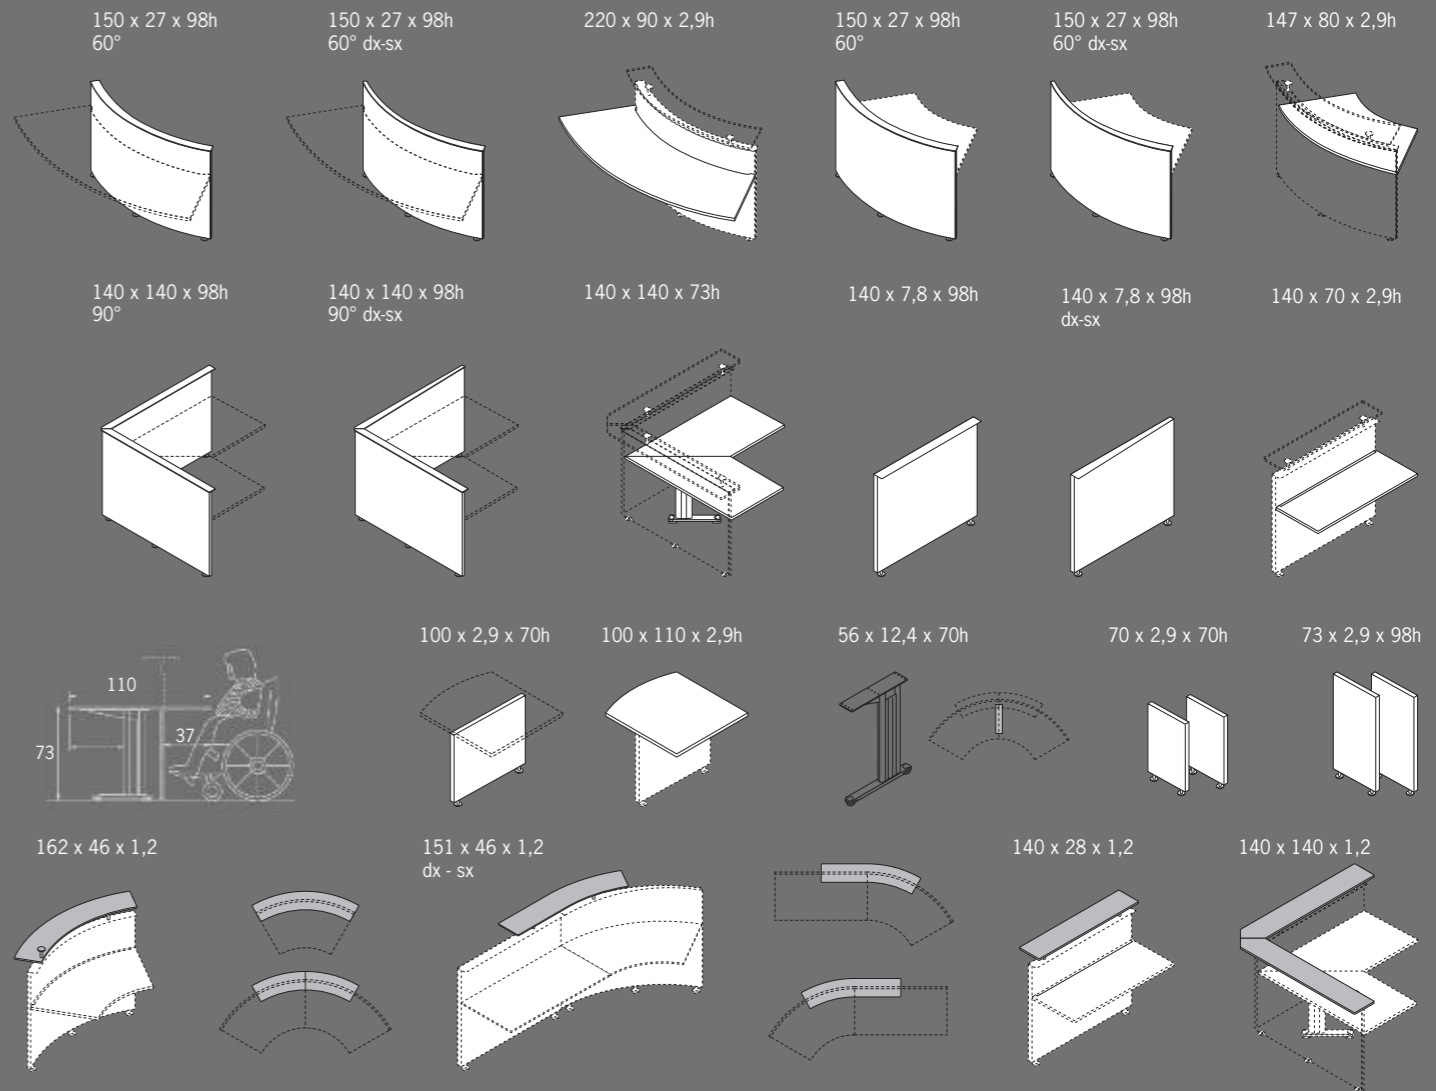 150 x 27 x 98h
60°
150 x 27 x 98h
60° dx-sx
220 x 90 x 2,9h
150 x 27 x 98h
60°
150 x 27 x 98h
60° dx-sx
147 x 80 x 2,9h
140 x 140 x 98h
90°
140 x 140 x 98h
90° dx-sx
140 x 140 x 73h
140 x 7,8 x 98h
140 x 7,8 x 98h
dx-sx
140 x 70 x 2,9h
110
37
73
100 x 2,9 x 70h
100 x 110 x 2,9h
56 x 12,4 x 70h
70 x 2,9 x 70h
73 x 2,9 x 98h
162 x 46 x 1,2
151 x 46 x 1,2
dx - sx
140 x 28 x 1,2
140 x 140 x 1,2